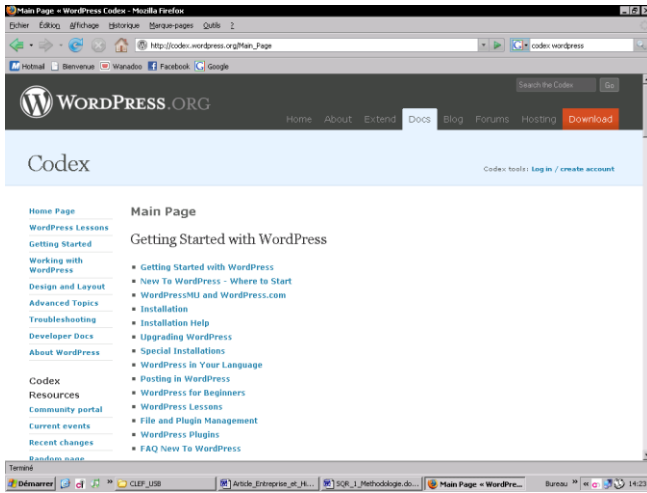 Main Page « WordPress Codex - Mozilla Firefox
Fichier Édition Affichage Historique Marque-pages Outils ?
http://codex.wordpress.org/Main_Page
codex wordpress
Hotmail Bienvenue Wanadoo Facebook Google
Search the Codex Go
WORDPRESS.ORG
Home About Extend Docs Blog Forums Hosting Download
Codex
Codex tools: Log in / create account
Home Page
WordPress Lessons
Getting Started
Working with
WordPress
Design and Layout
Advanced Topics
Troubleshooting
Developer Docs
About WordPress
Codex
Resources
Community portal
Current events
Recent changes
Random page
Main Page
Getting Started with WordPress
Getting Started with WordPress
New To WordPress - Where to Start
WordPressMU and WordPress.com
Installation
Installation Help
Upgrading WordPress
Special Installations
WordPress in Your Language
Posting in WordPress
WordPress for Beginners
WordPress Lessons
File and Plugin Management
WordPress Plugins
FAQ New To WordPress
Terminé
Démarrer » CLEF_USB Article_Entreprise_et_Hi... SQR_1_Methodologie.do... Main Page « WordPre... Bureau » « 14:23